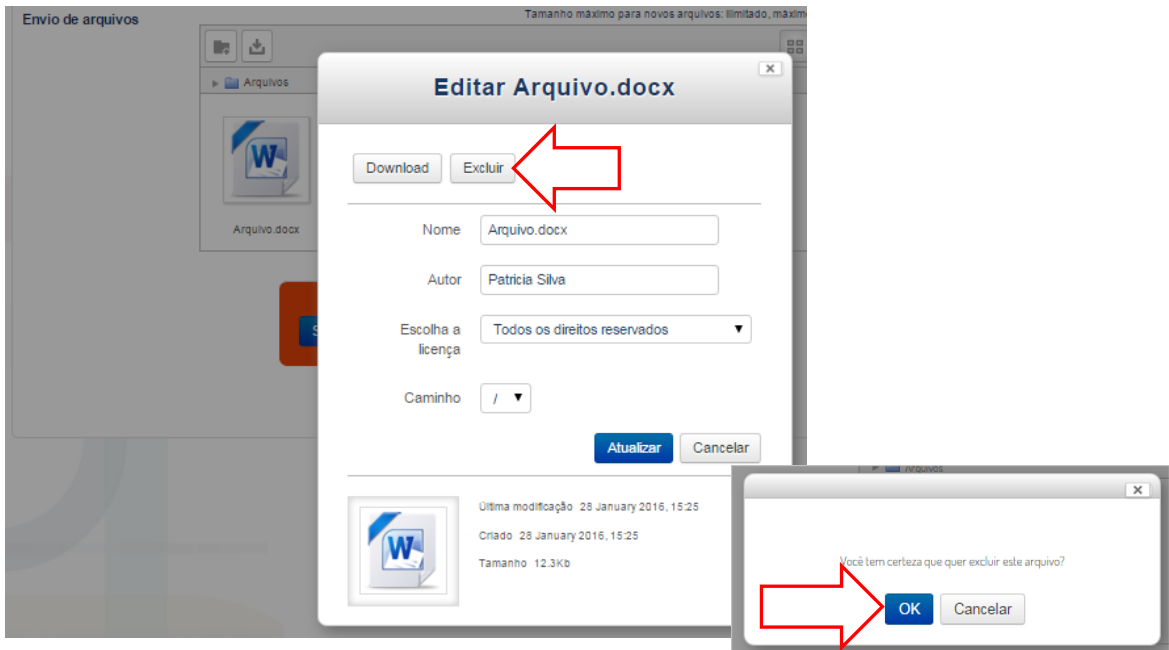 Envio de arquivos
Tamanho máximo para novos arquivos: Ilimitado, máxim
Arquivos
Arquivo.docx
S
Editar Arquivo.docx
Download
Excluir
Nome
Arquivo.docx
Autor
Patricia Silva
Escolha a
licença
Todos os direitos reservados
Caminho
/
Atualizar
Cancelar
Última modificação 28 January 2016, 15:25
Criado 28 January 2016, 15:25
Tamanho 12.3Kb
Arquivos
Você tem certeza que quer excluir este arquivo?
OK
Cancelar